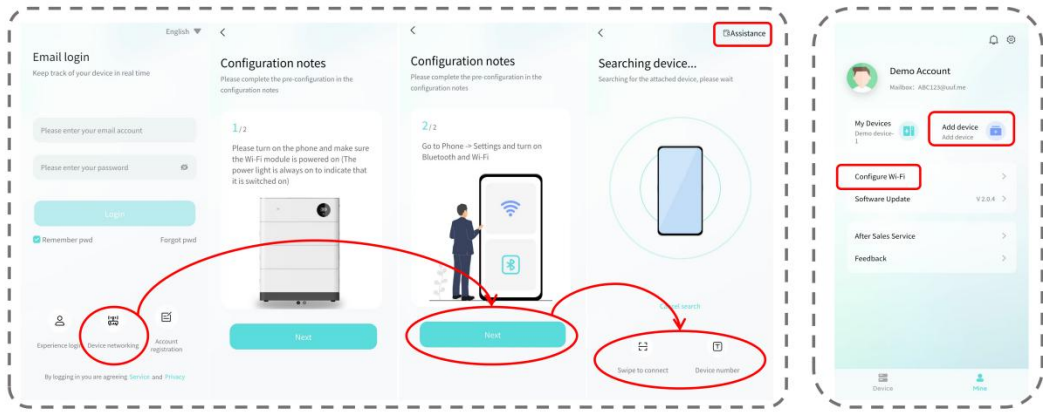 English ▼
Email login
Keep track of your device in real time
Please enter your email account
Please enter your password
Login
Remember pwd
Forgot pwd
Experience login
Device networking
Account
registration
By logging in you are agreeing Service and Privacy
Configuration notes
Please complete the pre-configuration in the
configuration notes
1/2
Please turn on the phone and make sure
the Wi-Fi module is powered on (The
power light is always on to indicate that
it is switched on)
Next
Configuration notes
Please complete the pre-configuration in the
configuration notes
2/2
Go to Phone -> Settings and turn on
Bluetooth and Wi-Fi
Next
Assistance
Searching device...
Searching for the attached device, please wait
Cancel search
Swipe to connect
Device number
Demo Account
Mailbox: ABC123@uuf.me
My Devices
Demo device-
1
Add device
Add device
Configure Wi-Fi
Software Update
V 2.0.4
After Sales Service
Feedback
Device
Mine